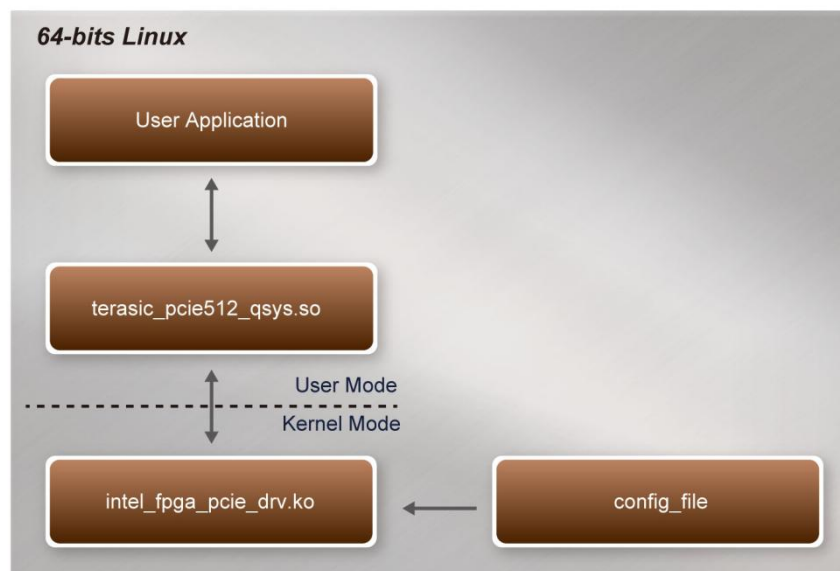 64-bits Linux
User Application
terasic_pcie512_qsys.so
User Mode
Kernel Mode
intel_fpga_pcie_drv.ko
config_file